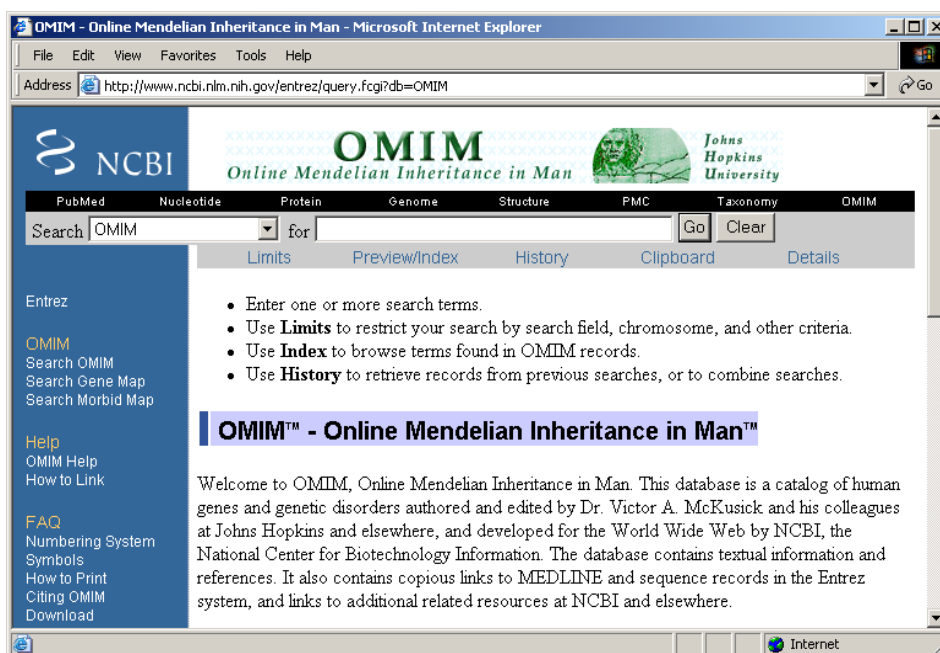 OMIM - Online Mendelian Inheritance in Man - Microsoft Internet Explorer
File Edit View Favorites Tools Help
Address http://www.ncbi.nlm.nih.gov/entrez/query.fcgi?db=OMIM Go
NCBI
OMIM
Online Mendelian Inheritance in Man
Johns
Hopkins
University
PubMed Nucleotide Protein Genome Structure PMC Taxonomy OMIM
Search OMIM for Go Clear
Limits Preview/Index History Clipboard Details
Entrez
OMIM
Search OMIM
Search Gene Map
Search Morbid Map
Help
OMIM Help
How to Link
FAQ
Numbering System
Symbols
How to Print
Citing OMIM
Download
• Enter one or more search terms.
• Use Limits to restrict your search by search field, chromosome, and other criteria.
• Use Index to browse terms found in OMIM records.
• Use History to retrieve records from previous searches, or to combine searches.
OMIM™ - Online Mendelian Inheritance in Man™
Welcome to OMIM, Online Mendelian Inheritance in Man. This database is a catalog of human
genes and genetic disorders authored and edited by Dr. Victor A. McKusick and his colleagues
at Johns Hopkins and elsewhere, and developed for the World Wide Web by NCBI, the
National Center for Biotechnology Information. The database contains textual information and
references. It also contains copious links to MEDLINE and sequence records in the Entrez
system, and links to additional related resources at NCBI and elsewhere.
Internet